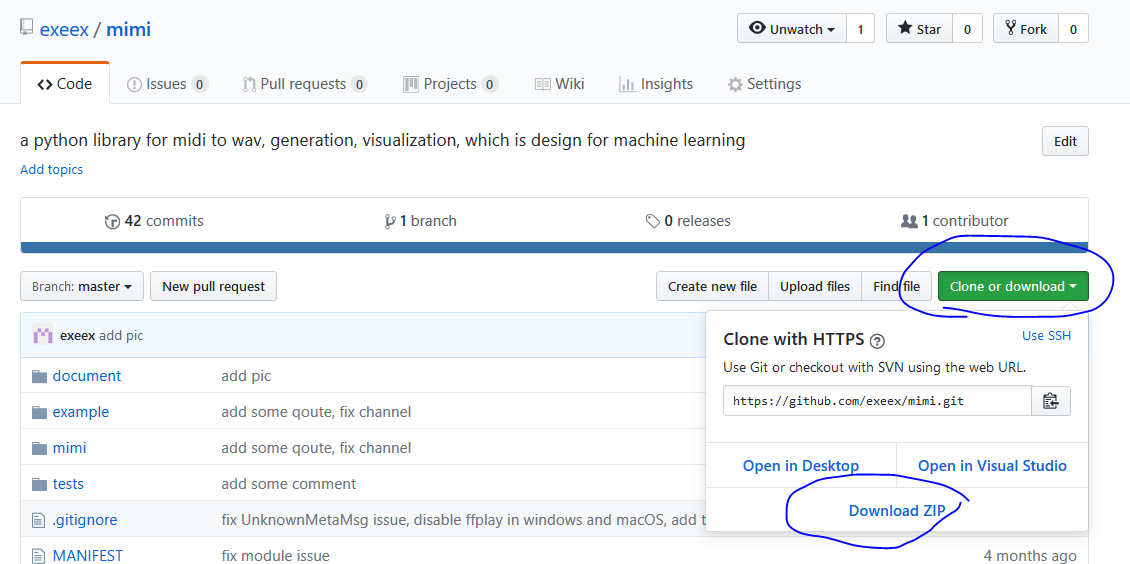 exeex / mimi
Unwatch 1 Star 0 Fork 0
Code Issues 0 Pull requests 0 Projects 0 Wiki Insights Settings
a python library for midi to wav, generation, visualization, which is design for machine learning
Edit
Add topics
42 commits 1 branch 0 releases 1 contributor
Branch: master New pull request Create new file Upload files Find file Clone or download
exeex add pic
Clone with HTTPS ? Use SSH
Use Git or checkout with SVN using the web URL.
https://github.com/exeex/mimi.git
Open in Desktop Open in Visual Studio
Download ZIP
document add pic
example add some qoute, fix channel
mimi add some qoute, fix channel
tests add some comment
.gitignore fix UnknownMetaMsg issue, disable ffplay in windows and macOS, add t
MANIFEST fix module issue 4 months ago